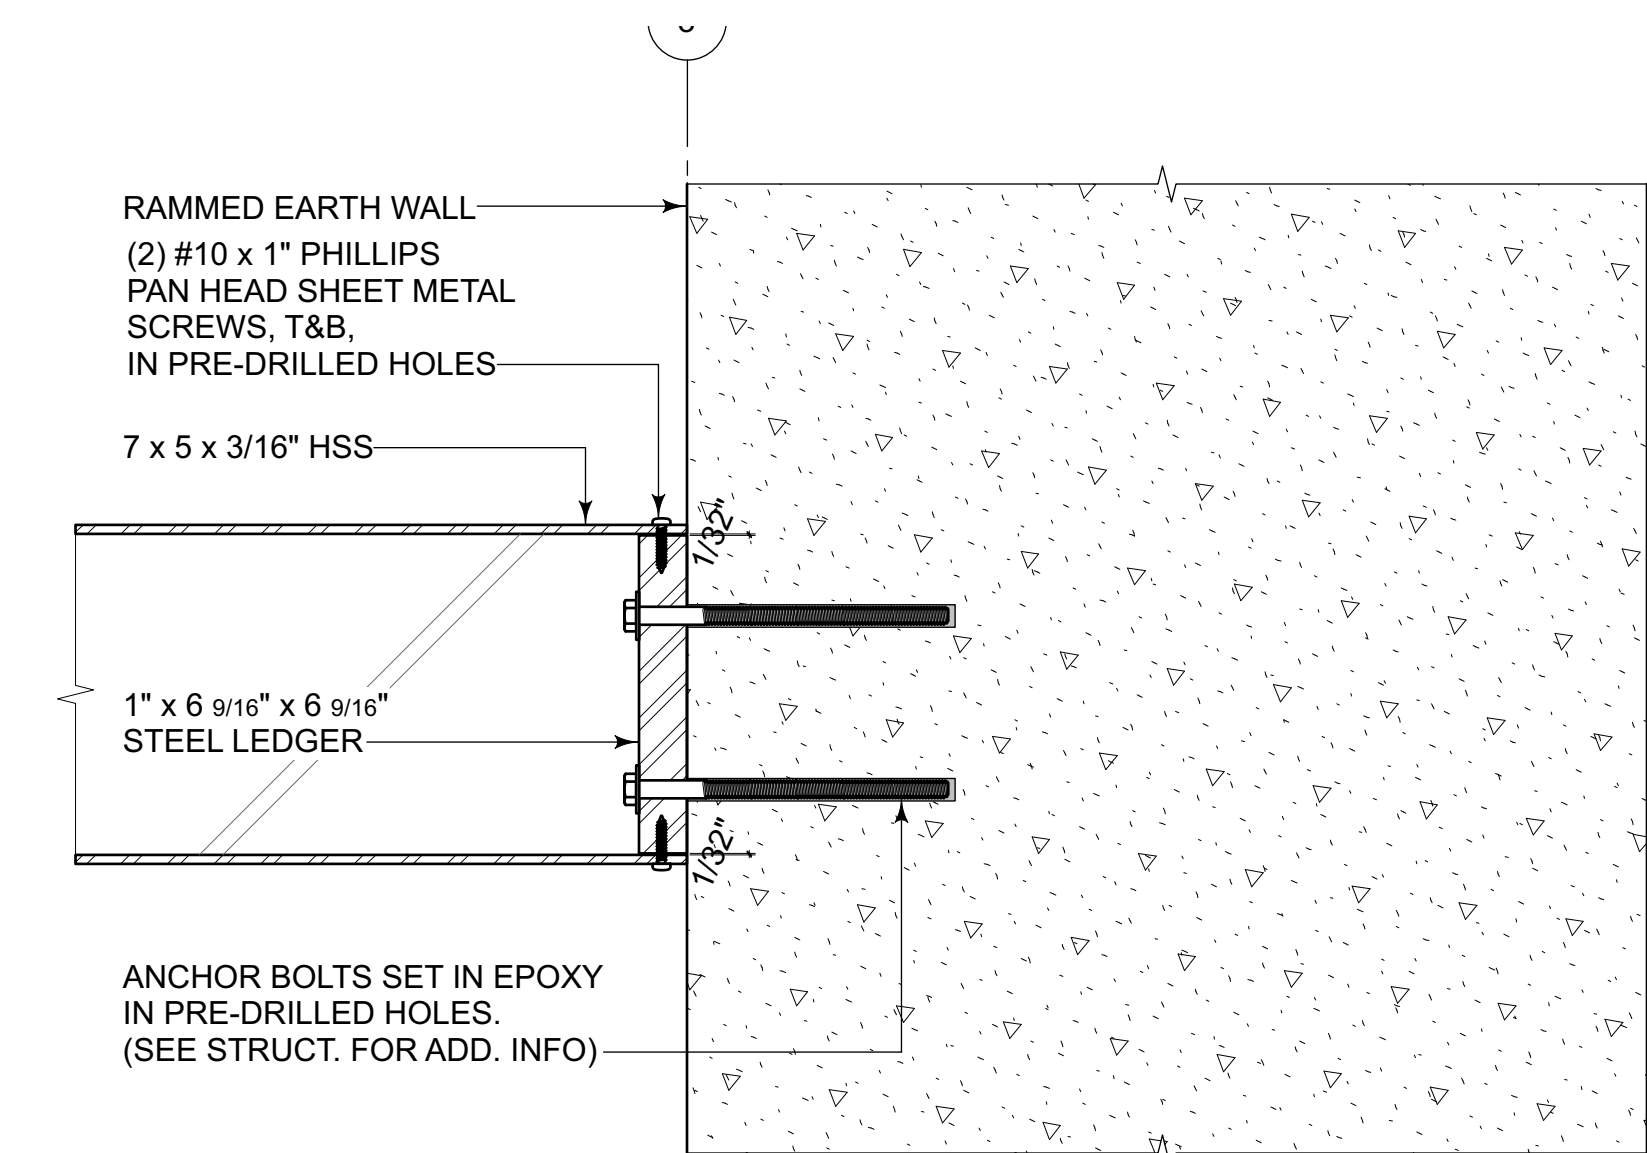 RAMMED EARTH WALL
(2) #10 x 1" PHILLIPS
PAN HEAD SHEET METAL
SCREWS, T&B,
IN PRE-DRILLED HOLES
7 x 5 x 3/16" HSS
1/32"
1" x 6 9/16" x 6 9/16"
STEEL LEDGER
1/32"
ANCHOR BOLTS SET IN EPOXY
IN PRE-DRILLED HOLES.
(SEE STRUCT. FOR ADD. INFO)